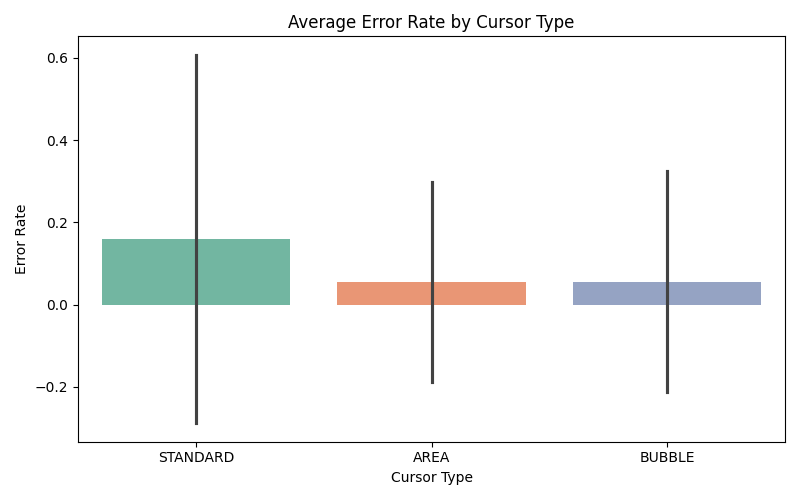 Average Error Rate by Cursor Type
0.6
0.4
0.2
0.0
−0.2
Error Rate
STANDARD AREA BUBBLE
Cursor Type